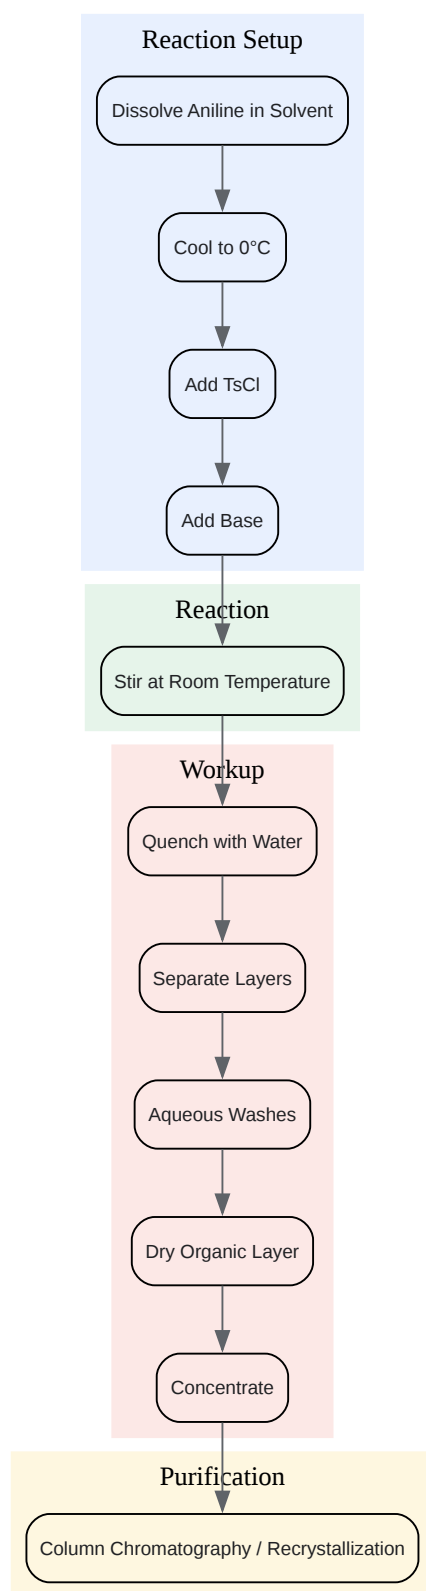 Reaction Setup
Dissolve Aniline in Solvent
Cool to 0°C
Add TsCl
Add Base
Reaction
Stir at Room Temperature
Workup
Quench with Water
Separate Layers
Aqueous Washes
Dry Organic Layer
Concentrate
Purification
Column Chromatography / Recrystallization